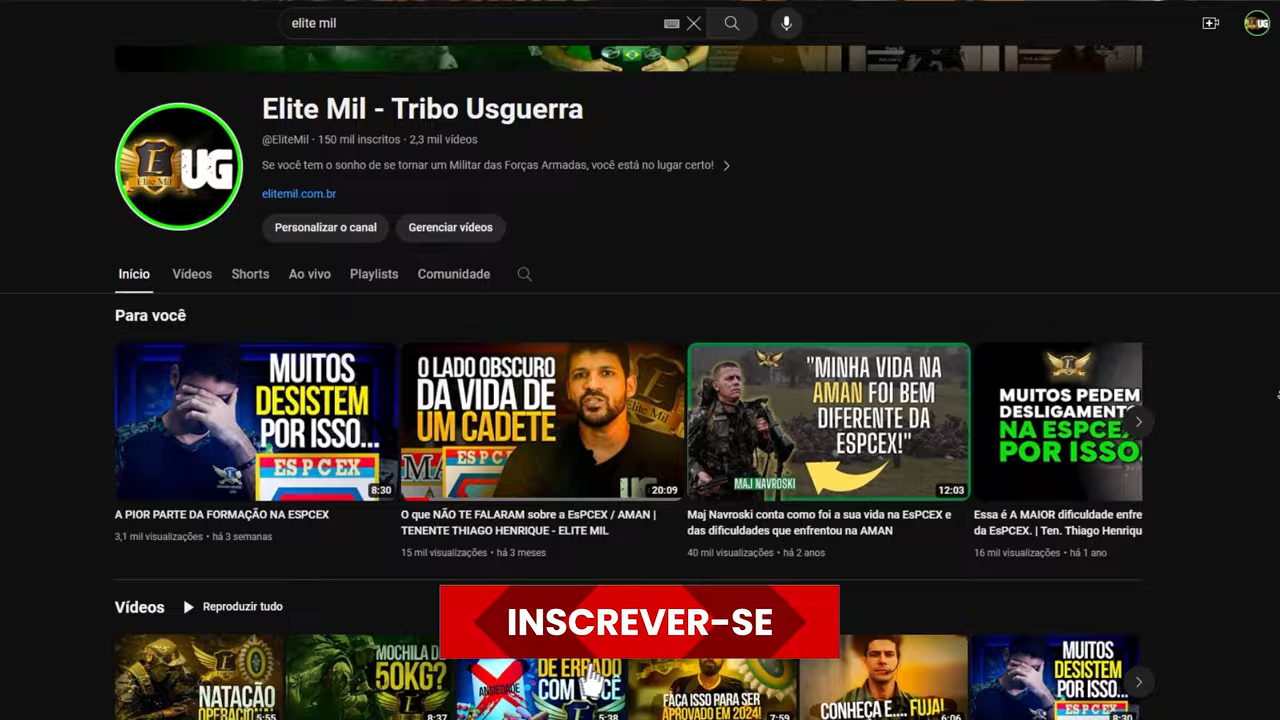 elite mil
UG
Elite Mil - Tribo Usguerra
@EliteMil · 150 mil inscritos · 2,3 mil vídeos
Se você tem o sonho de se tornar um Militar das Forças Armadas, você está no lugar certo!
elitemil.com.br
Personalizar o canal
Gerenciar vídeos
E
Elite Mil
UG
Início
Vídeos
Shorts
Ao vivo
Playlists
Comunidade
Para você
MUITOS
DESISTEM
POR ISSO...
ESPCEX
8:30
O LADO OBSCURO
DA VIDA DE
UM CADETE
ESPCEX
20:09
"MINHA VIDA NA
AMAN FOI BEM
DIFERENTE DA
ESPCEX!"
MAJ NAVROSKI
12:03
MUITOS PEDEM
NA ESPCE
POR ISSO
A PIOR PARTE DA FORMAÇÃO NA ESPCEX
3,1 mil visualizações • há 3 semanas
O que NÃO TE FALARAM sobre a EsPCEX / AMAN |
TENENTE THIAGO HENRIQUE - ELITE MIL
15 mil visualizações • há 3 meses
Maj Navroski conta como foi a sua vida na EsPCEX e
das dificuldades que enfrentou na AMAN
40 mil visualizações • há 2 anos
Essa é A MAIOR dificuldade enfre
da EsPCEX. | Ten. Thiago Henriqu
16 mil visualizações • há 1 ano
Vídeos
Reproduzir tudo
INSCREVER-SE
NATAÇÃO
5:55
MOCHILA D
50KG?
8:37
ANSIEDADE
DE ERRADO
COM VOCÊ
5:38
FAÇA ISSO PARA SER
APROVADO EM 2024!
7:59
CONHEÇA E.... FUJA!
6:06
MUITOS
DESISTEM
POR ISSO...
ESPCEX
8:30